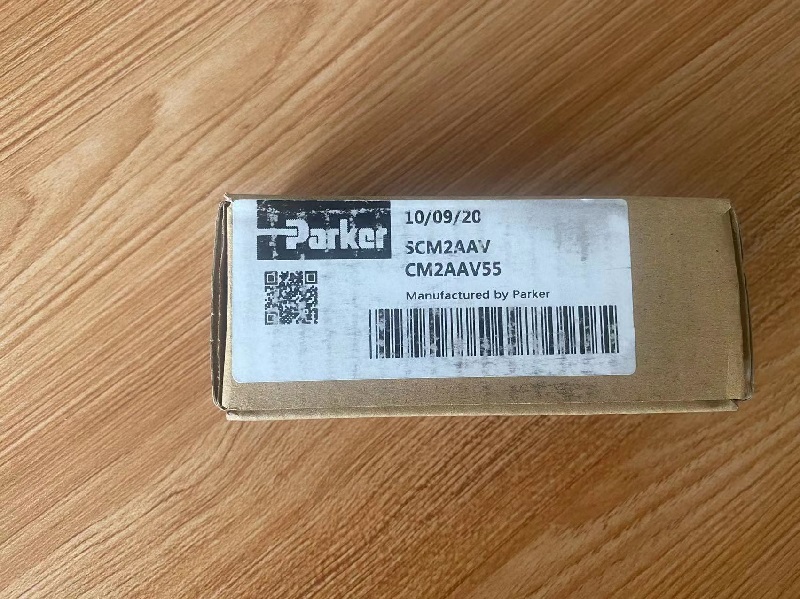 Parker
10/09/20
SCM2AAV
CM2AAV55
Manufactured by Parker